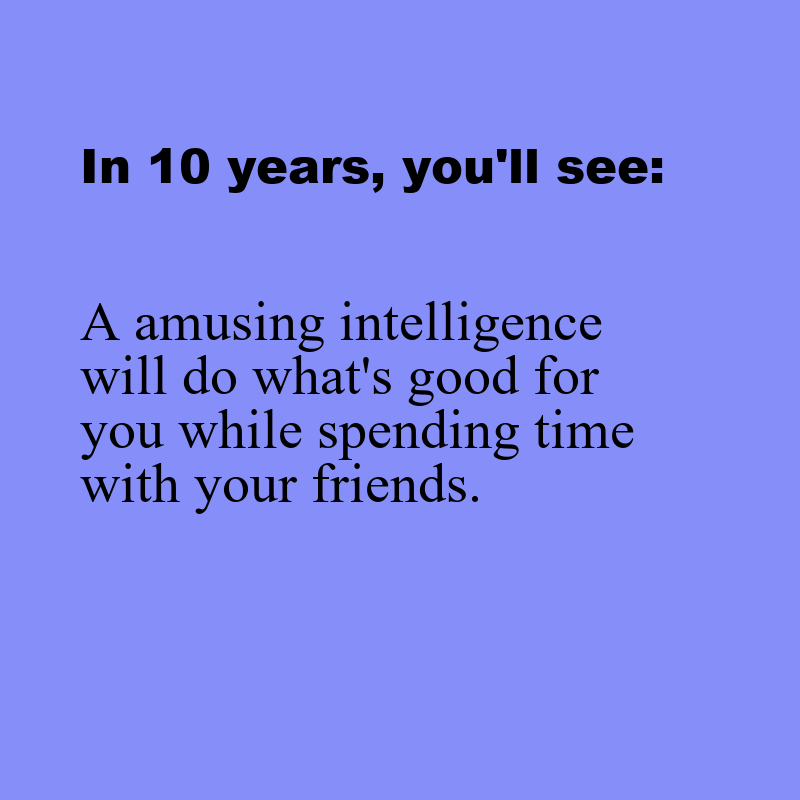 In 10 years, you'll see:
A amusing intelligence
will do what's good for
you while spending time
with your friends.